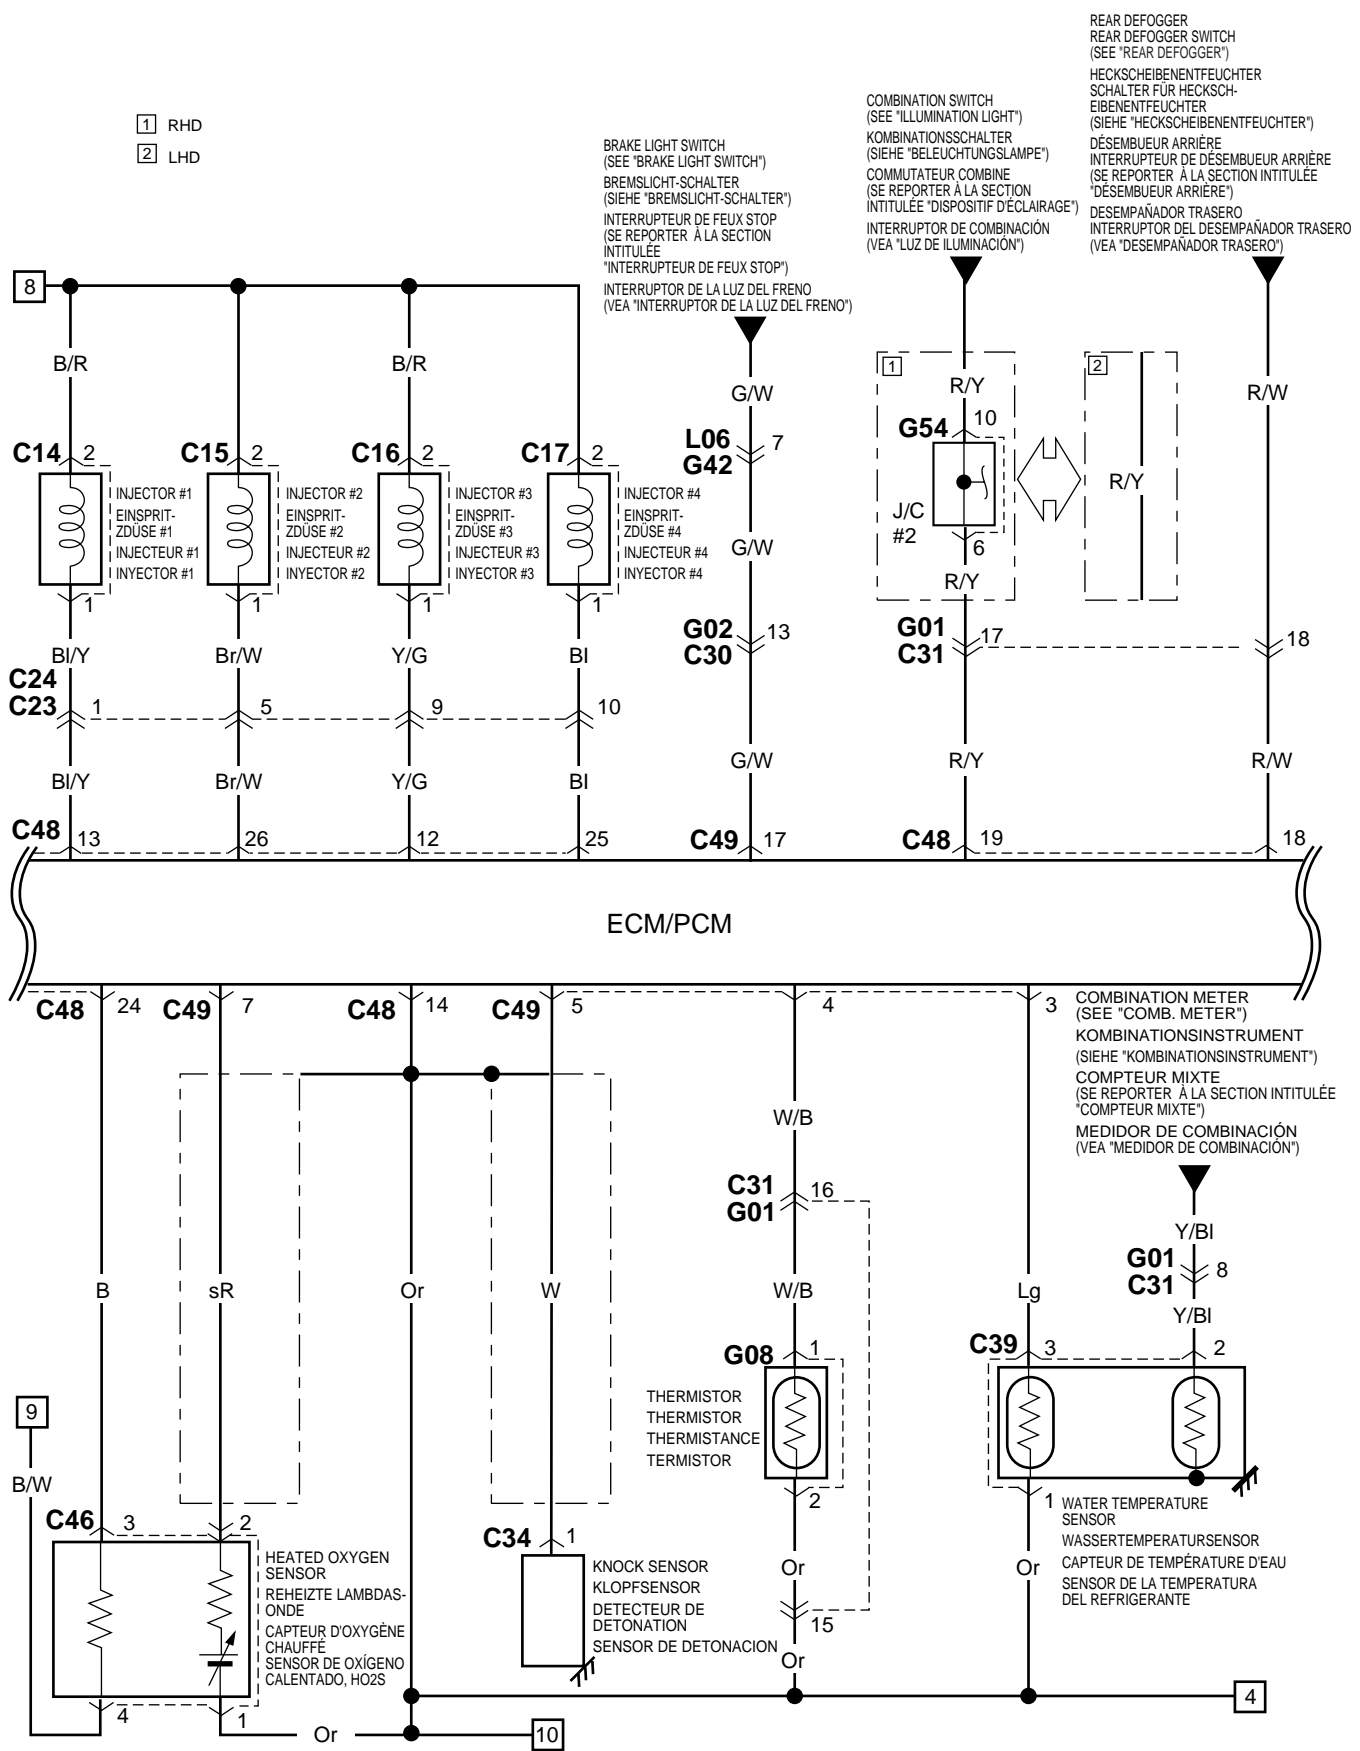 REAR DEFOGGER
REAR DEFOGGER SWITCH
(SEE "REAR DEFOGGER")
HECKSCHEIBENENTFEUCHTER
SCHALTER FÜR HECKSCH-
EIBENENTFEUCHTER
(SIEHE "HECKSCHEIBENENTFEUCHTER")
DÉSEMBUEUR ARRIÈRE
INTERRUPTEUR DE DÉSEMBUEUR ARRIÈRE
(SE REPORTER À LA SECTION INTITULÉE
"DÉSEMBUEUR ARRIÈRE")
DESEMPAÑADOR TRASERO
INTERRUPTOR DEL DESEMPAÑADOR TRASERO
(VEA "DESEMPAÑADOR TRASERO")
COMBINATION SWITCH
(SEE "ILLUMINATION LIGHT")
KOMBINATIONSSCHALTER
(SIEHE "BELEUCHTUNGSLAMPE")
COMMUTATEUR COMBINE
(SE REPORTER À LA SECTION
INTITULÉE "DISPOSITIF D'ÉCLAIRAGE")
INTERRUPTOR DE COMBINACIÓN
(VEA "LUZ DE ILUMINACIÓN")
1 RHD
2 LHD
BRAKE LIGHT SWITCH
(SEE "BRAKE LIGHT SWITCH")
BREMSLICHT-SCHALTER
(SIEHE "BREMSLICHT-SCHALTER")
INTERRUPTEUR DE FEUX STOP
(SE REPORTER À LA SECTION
INTITULÉE
"INTERRUPTEUR DE FEUX STOP")
INTERRUPTOR DE LA LUZ DEL FRENO
(VEA "INTERRUPTOR DE LA LUZ DEL FRENO")
8
B/R B/R
G/W
1 R/Y 2 R/W
C14 2 C15 2 C16 2 C17 2
L06 7
G42
G54 10
J/C
#2
6
R/Y
R/Y
INJECTOR #1
EINSPRIT-
ZDÜSE #1
INJECTEUR #1
INYECTOR #1
INJECTOR #2
EINSPRIT-
ZDÜSE #2
INJECTEUR #2
INYECTOR #2
INJECTOR #3
EINSPRIT-
ZDÜSE #3
INJECTEUR #3
INYECTOR #3
INJECTOR #4
EINSPRIT-
ZDÜSE #4
INJECTEUR #4
INYECTOR #4
G/W
1 1 1 1
Bl/Y Br/W Y/G Bl
G02 13
C30
G01 17 18
C31
C24
C23 1 5 9 10
Bl/Y Br/W Y/G Bl G/W R/Y R/W
C48 13 26 12 25 C49 17 C48 19 18
ECM/PCM
C48 24 C49 7 C48 14 C49 5 4 3
COMBINATION METER
(SEE "COMB. METER")
KOMBINATIONSINSTRUMENT
(SIEHE "KOMBINATIONSINSTRUMENT")
COMPTEUR MIXTE
(SE REPORTER À LA SECTION INTITULÉE
"COMPTEUR MIXTE")
MEDIDOR DE COMBINACIÓN
(VEA "MEDIDOR DE COMBINACIÓN")
W/B
C31 16
G01
Y/Bl
G01 8
C31
B sR Or W W/B Lg
Y/Bl
G08 1 C39 3 2
THERMISTOR
THERMISTOR
THERMISTANCE
TERMISTOR
9
B/W
2 1
WATER TEMPERATURE
SENSOR
WASSERTEMPERATURSENSOR
CAPTEUR DE TEMPÉRATURE D'EAU
SENSOR DE LA TEMPERATURA
DEL REFRIGERANTE
C46 3 2
C34 1
HEATED OXYGEN
SENSOR
REHEIZTE LAMBDAS-
ONDE
CAPTEUR D'OXYGÈNE
CHAUFFÉ
SENSOR DE OXÍGENO
CALENTADO, HO2S
KNOCK SENSOR
KLOPFSENSOR
DETECTEUR DE
DETONATION
SENSOR DE DETONACION
Or Or
15
Or
4 1 4
Or 10